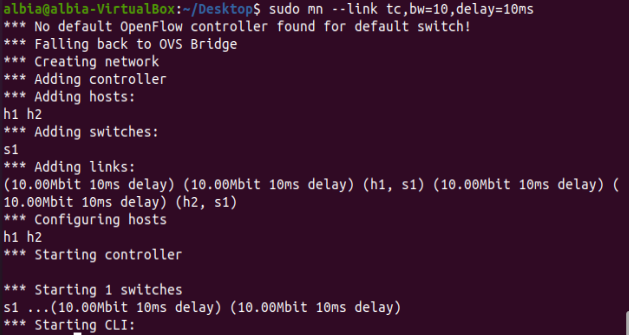 albia@albia-VirtualBox:~/Desktop$ sudo mn --link tc,bw=10,delay=10ms
*** No default OpenFlow controller found for default switch!
*** Falling back to OVS Bridge
*** Creating network
*** Adding controller
*** Adding hosts:
h1 h2
*** Adding switches:
s1
*** Adding links:
(10.00Mbit 10ms delay) (10.00Mbit 10ms delay) (h1, s1) (10.00Mbit 10ms delay) (
10.00Mbit 10ms delay) (h2, s1)
*** Configuring hosts
h1 h2
*** Starting controller

*** Starting 1 switches
s1 ...(10.00Mbit 10ms delay) (10.00Mbit 10ms delay)
*** Starting CLI: